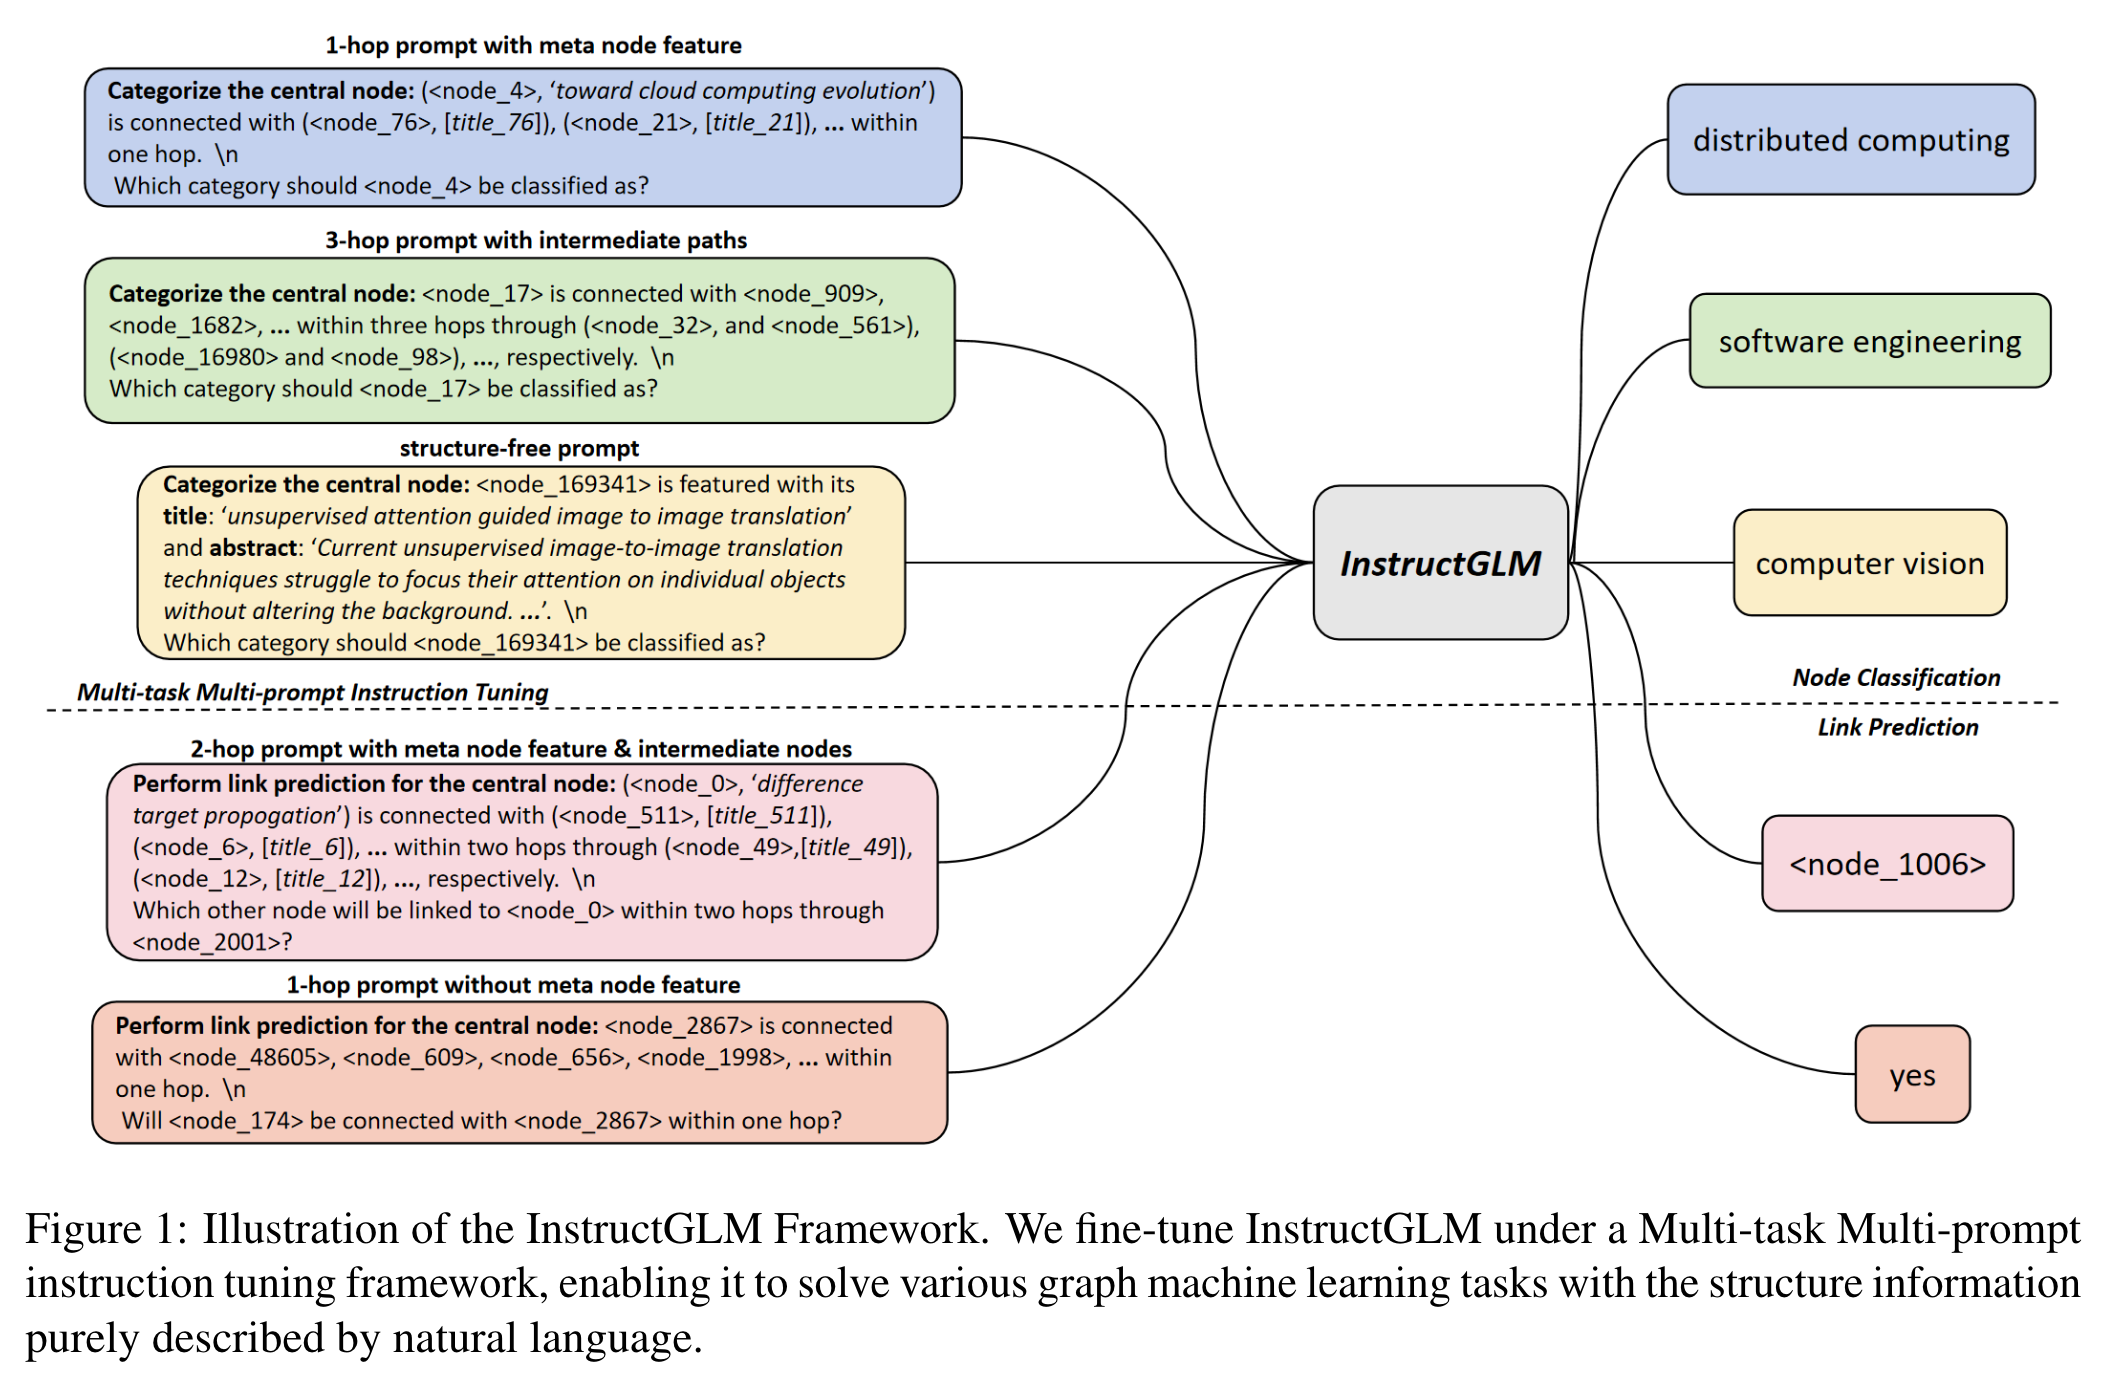 1-hop prompt with meta node feature
Categorize the central node: (<node_4>, ‘toward cloud computing evolution’)
is connected with (<node_76>, [title_76]), (<node_21>, [title_21]), ... within
one hop.  \n
Which category should <node_4> be classified as?
3-hop prompt with intermediate paths
Categorize the central node: <node_17> is connected with <node_909>,
<node_1682>, ... within three hops through (<node_32>, and <node_561>),
(<node_16980> and <node_98>), ..., respectively.  \n
Which category should <node_17> be classified as?
structure-free prompt
Categorize the central node: <node_169341> is featured with its
title: ‘unsupervised attention guided image to image translation’
and abstract: ‘Current unsupervised image-to-image translation
techniques struggle to focus their attention on individual objects
without altering the background. ...’.  \n
Which category should <node_169341> be classified as?
Multi-task Multi-prompt Instruction Tuning
2-hop prompt with meta node feature & intermediate nodes
Perform link prediction for the central node: (<node_0>, ‘difference
target propogation’) is connected with (<node_511>, [title_511]),
(<node_6>, [title_6]), ... within two hops through (<node_49>,[title_49]),
(<node_12>, [title_12]), ..., respectively.  \n
Which other node will be linked to <node_0> within two hops through
<node_2001>?
1-hop prompt without meta node feature
Perform link prediction for the central node: <node_2867> is connected
with <node_48605>, <node_609>, <node_656>, <node_1998>, ... within
one hop.  \n
Will <node_174> be connected with <node_2867> within one hop?
InstructGLM
distributed computing
software engineering
computer vision
Node Classification
Link Prediction
<node_1006>
yes
Figure 1: Illustration of the InstructGLM Framework. We fine-tune InstructGLM under a Multi-task Multi-prompt
instruction tuning framework, enabling it to solve various graph machine learning tasks with the structure information
purely described by natural language.